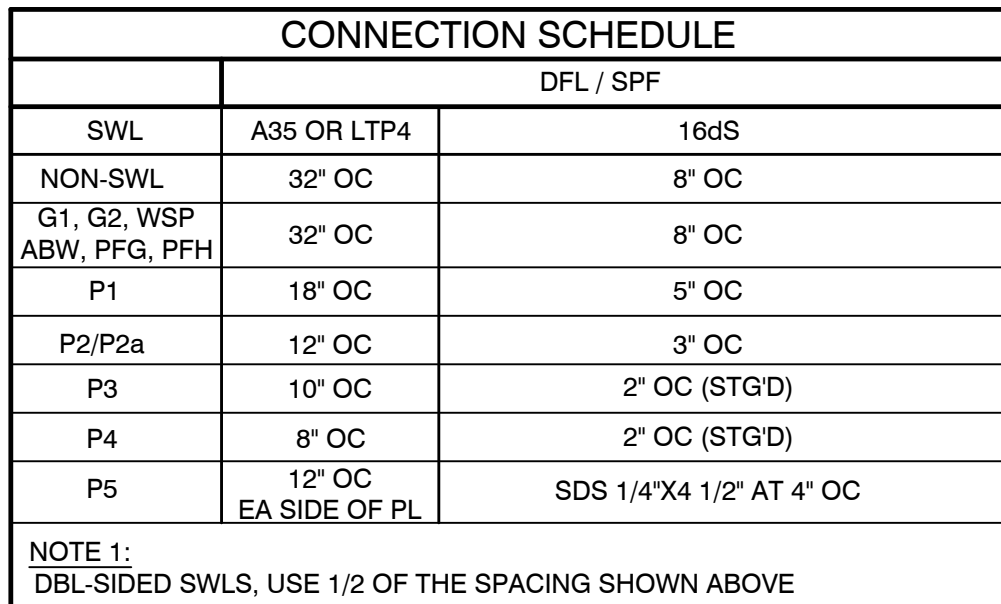 CONNECTION SCHEDULE
DFL / SPF
SWL A35 OR LTP4 16dS
NON-SWL 32" OC 8" OC
G1, G2, WSP
ABW, PFG, PFH 32" OC 8" OC
P1 18" OC 5" OC
P2/P2a 12" OC 3" OC
P3 10" OC 2" OC (STG'D)
P4 8" OC 2" OC (STG'D)
P5 12" OC
EA SIDE OF PL SDS 1/4"X4 1/2" AT 4" OC
NOTE 1:
DBL-SIDED SWLS, USE 1/2 OF THE SPACING SHOWN ABOVE